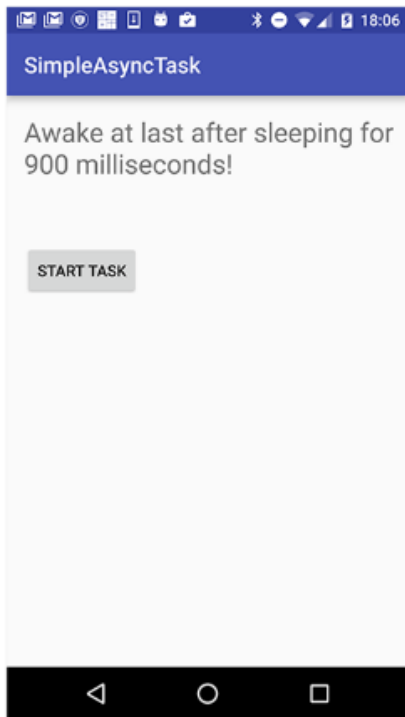 18:06
SimpleAsyncTask
Awake at last after sleeping for
900 milliseconds!
START TASK